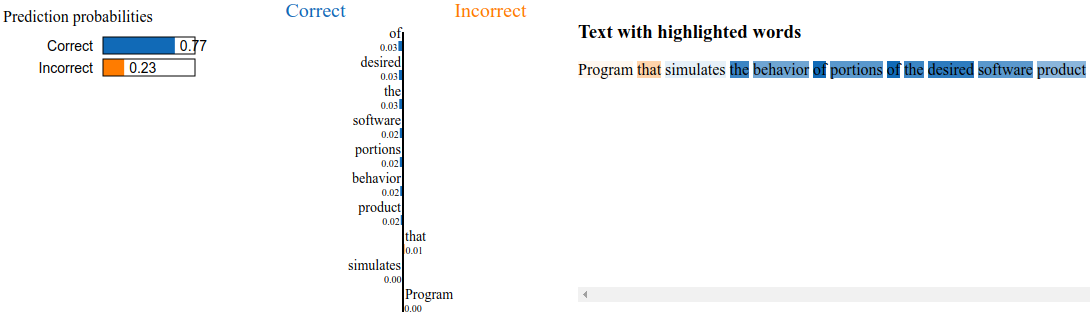 Prediction probabilities
Correct 0.77
Incorrect 0.23
Correct Incorrect
of
0.03
desired
0.03
the
0.03
software
0.02
portions
0.02
behavior
0.02
product
0.02
that
0.01
simulates
0.00
Program
0.00
Text with highlighted words
Program that simulates the behavior of portions of the desired software product